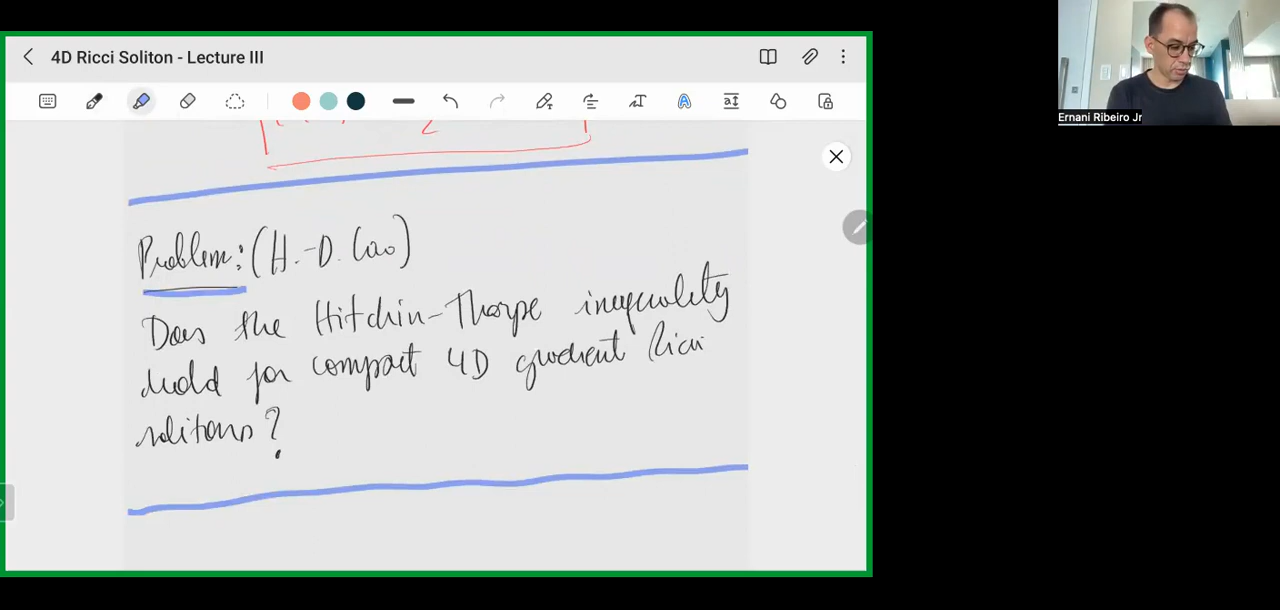 4D Ricci Soliton - Lecture III
2
Problem: (H.-D. Cao)
Does the Hitchin-Thorpe inequality
hold for compact 4D gradient Ricci
solitons?
Ernani Ribeiro Jr